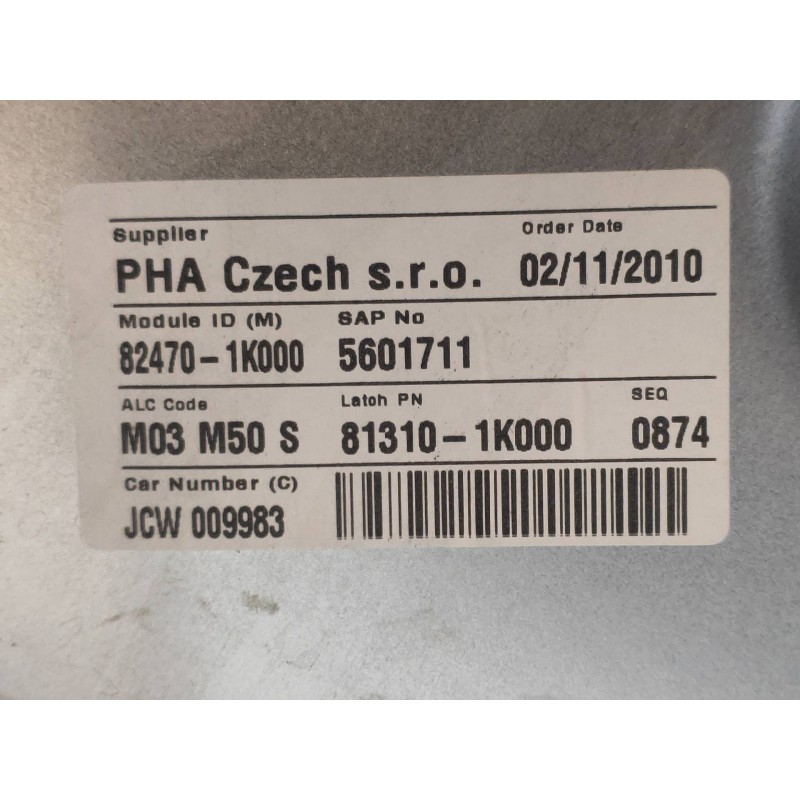 Supplier Order Date
PHA Czech s.r.o. 02/11/2010
Module ID (M) SAP No
82470-1K000 5601711
ALC Code Latch PN SEQ
M03 M50 S 81310-1K000 0874
Car Number (C)
JCW 009983